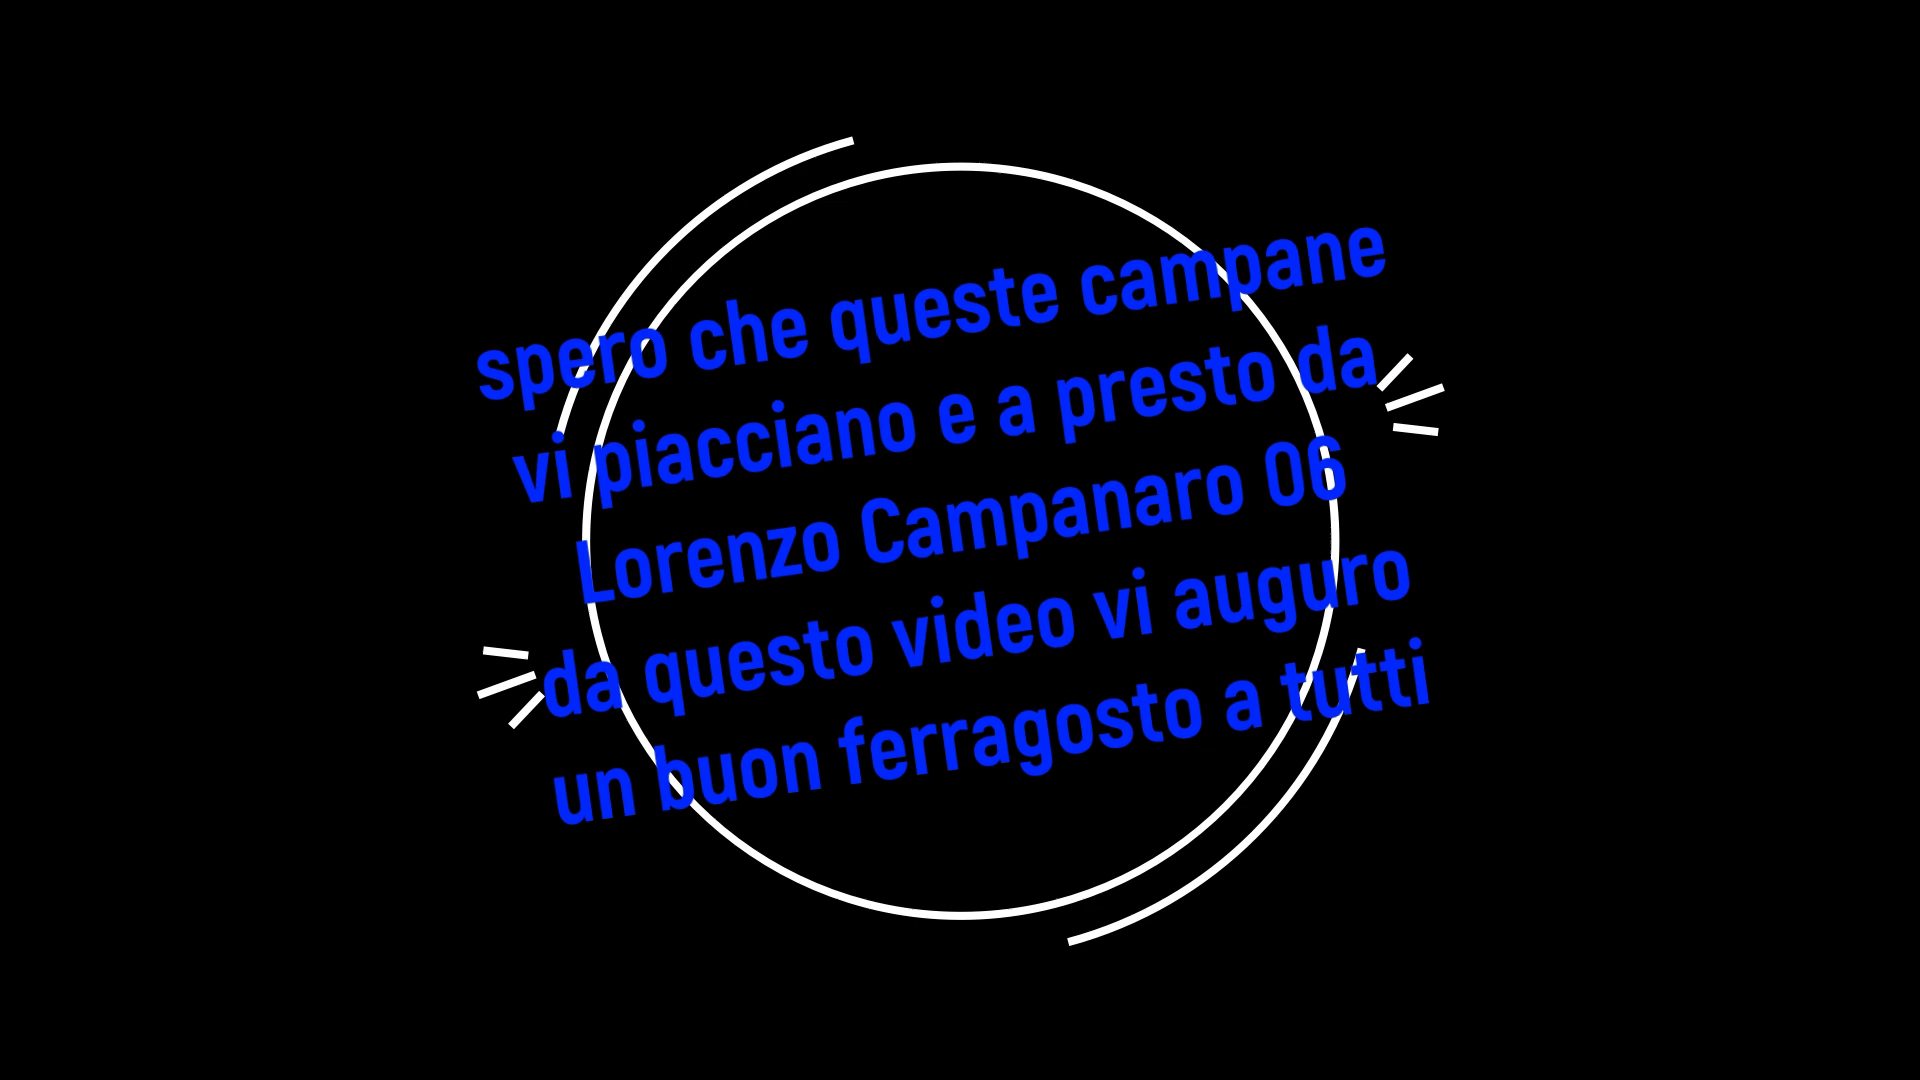 spero che queste campane
vi piacciano e a presto da
Lorenzo Campanaro 06
da questo video vi auguro
un buon ferragosto a tutti